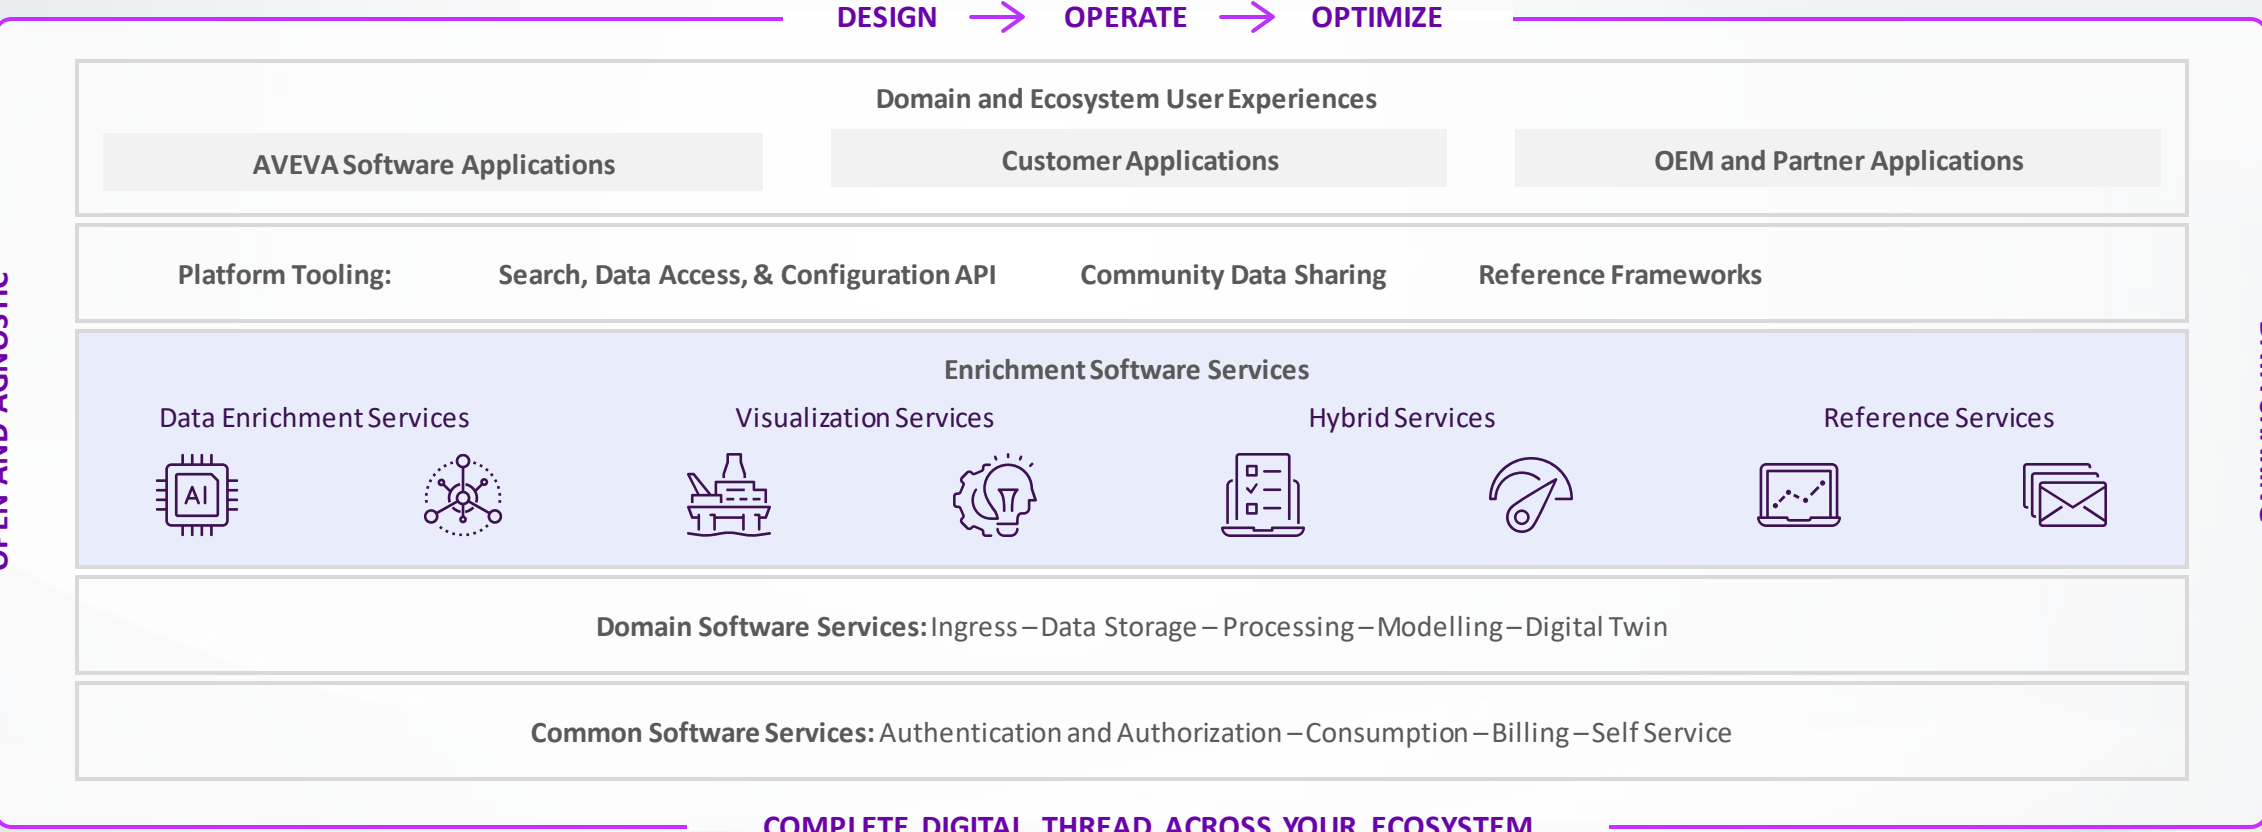 DESIGN → OPERATE → OPTIMIZE
Domain and Ecosystem User Experiences
AVEVA Software Applications
Customer Applications
OEM and Partner Applications
Platform Tooling:
Search, Data Access, & Configuration API
Community Data Sharing
Reference Frameworks
OPEN AND AGNOSTIC
Enrichment Software Services
Data Enrichment Services
Visualization Services
Hybrid Services
Reference Services
AI
Domain Software Services: Ingress – Data Storage – Processing – Modelling – Digital Twin
Common Software Services: Authentication and Authorization – Consumption – Billing – Self Service
COMPLETE DIGITAL THREAD ACROSS YOUR ECOSYSTEM